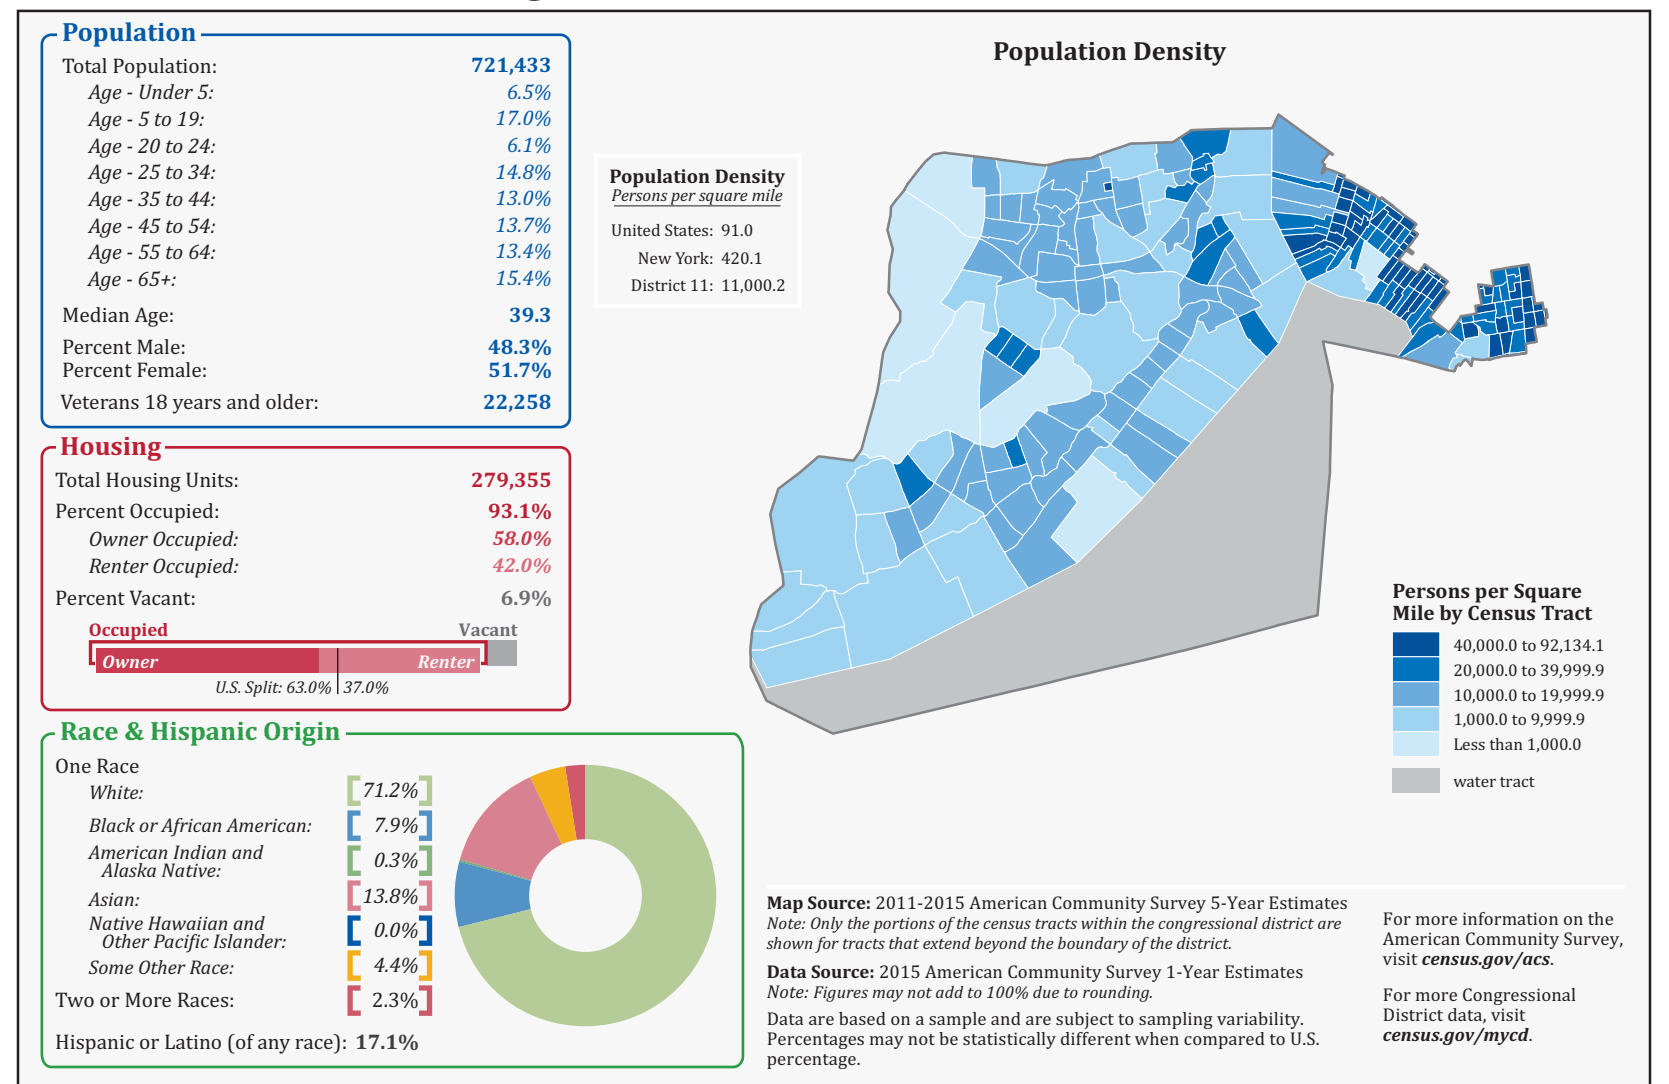 Population
Total Population: 721,433
Age - Under 5: 6.5%
Age - 5 to 19: 17.0%
Age - 20 to 24: 6.1%
Age - 25 to 34: 14.8%
Age - 35 to 44: 13.0%
Age - 45 to 54: 13.7%
Age - 55 to 64: 13.4%
Age - 65+: 15.4%
Median Age: 39.3
Percent Male: 48.3%
Percent Female: 51.7%
Veterans 18 years and older: 22,258
Housing
Total Housing Units: 279,355
Percent Occupied: 93.1%
Owner Occupied: 58.0%
Renter Occupied: 42.0%
Percent Vacant: 6.9%
Occupied Vacant
Owner Renter
U.S. Split: 63.0% 37.0%
Race & Hispanic Origin
One Race
White: 71.2%
Black or African American: 7.9%
American Indian and
Alaska Native: 0.3%
Asian: 13.8%
Native Hawaiian and
Other Pacific Islander: 0.0%
Some Other Race: 4.4%
Two or More Races: 2.3%
Hispanic or Latino (of any race): 17.1%
Population Density
Population Density
Persons per square mile
United States: 91.0
New York: 420.1
District 11: 11,000.2
Persons per Square
Mile by Census Tract
40,000.0 to 92,134.1
20,000.0 to 39,999.9
10,000.0 to 19,999.9
1,000.0 to 9,999.9
Less than 1,000.0
water tract
Map Source: 2011-2015 American Community Survey 5-Year Estimates
Note: Only the portions of the census tracts within the congressional district are
shown for tracts that extend beyond the boundary of the district.
Data Source: 2015 American Community Survey 1-Year Estimates
Note: Figures may not add to 100% due to rounding.
Data are based on a sample and are subject to sampling variability.
Percentages may not be statistically different when compared to U.S.
percentage.
For more information on the
American Community Survey,
visit census.gov/acs.
For more Congressional
District data, visit
census.gov/mycd.